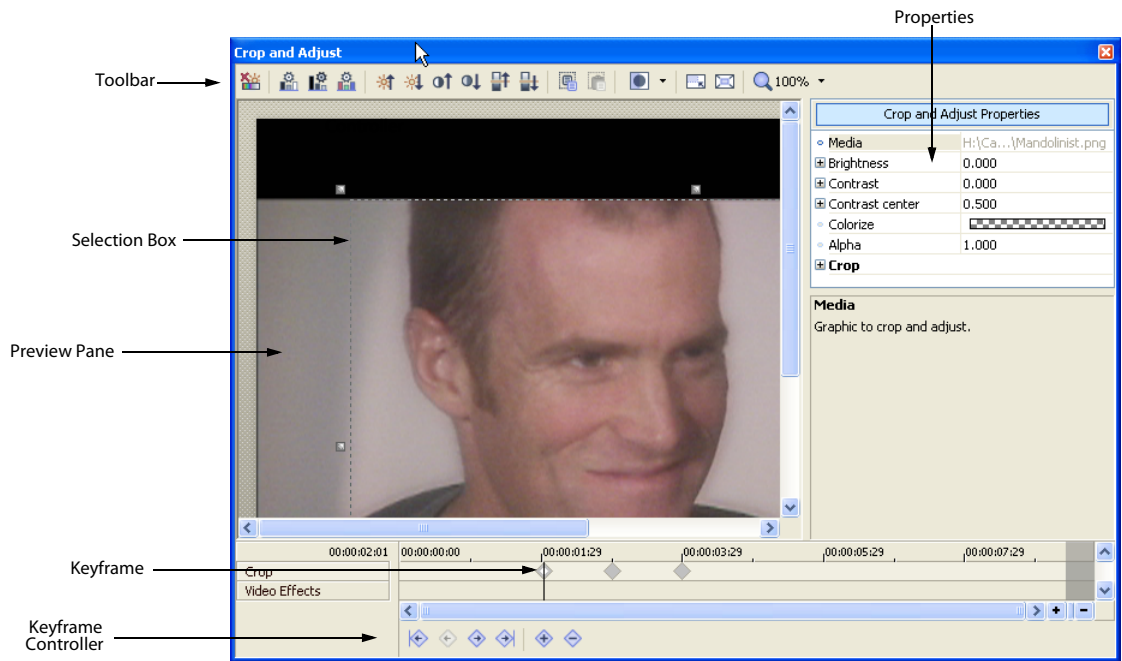 Properties
Crop and Adjust
Toolbar
100%
Crop and Adjust Properties
Media H:\Ca...\Mandolinist.png
Brightness 0.000
Contrast 0.000
Contrast center 0.500
Colorize
Alpha 1.000
Crop
Selection Box
Media
Graphic to crop and adjust.
Preview Pane
00:00:02:01 00:00:00:00 00:00:01:29 00:00:03:29 00:00:05:29 00:00:07:29
Keyframe
Crop
Video Effects
Keyframe
Controller